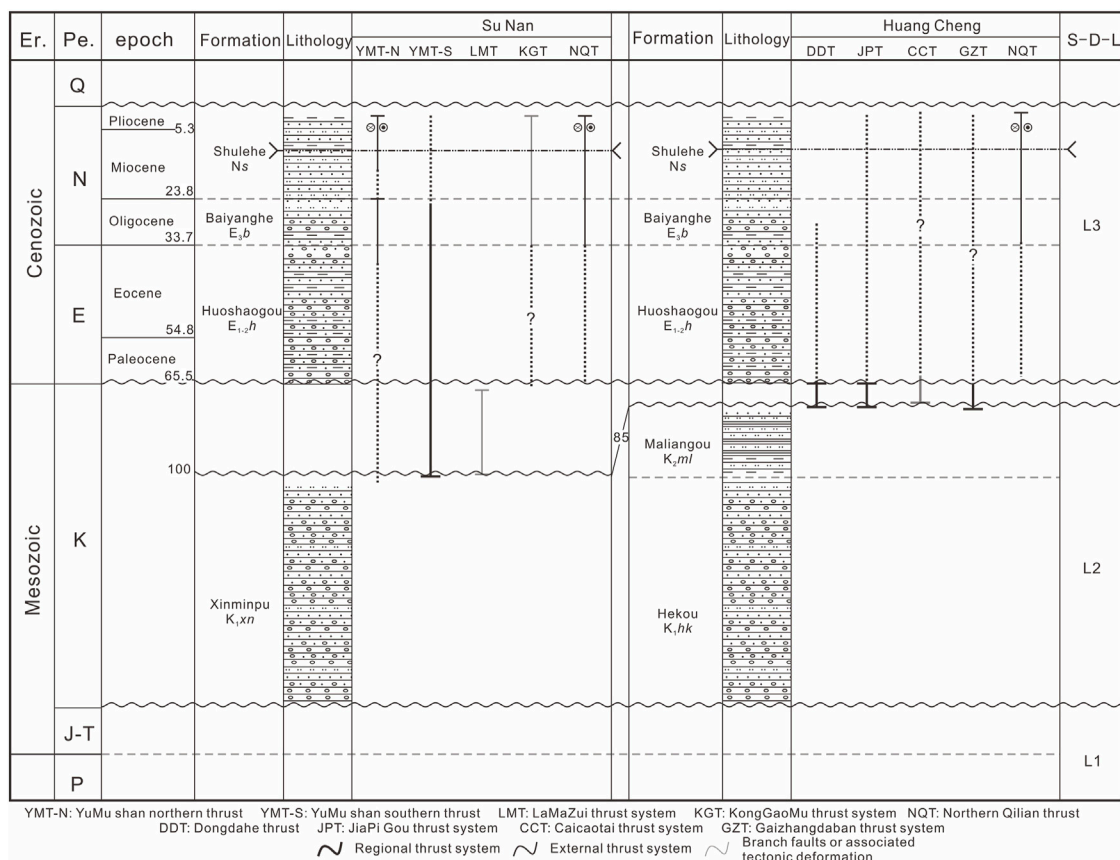 Er. Pe. epoch Formation Lithology Su Nan Formation Lithology Huang Cheng S-D-L
YMT-N YMT-S LMT KGT NQT DDT JPT CCT GZT NQT
Cenozoic
Mesozoic
Q
N
E
K
J-T
P
Pliocene
5.3
Miocene
23.8
Oligocene
33.7
Eocene
54.8
Paleocene
65.5
100
Shulehe
Ns
Baiyanghe
E3b
Huoshaogou
E1-2h
Xinminpu
K1xn
?
?
85
Shulehe
Ns
Baiyanghe
E3b
Huoshaogou
E1-2h
Maliangou
K2ml
Hekou
K1hk
?
?
L3
L2
L1
YMT-N: YuMu shan northern thrust YMT-S: YuMu shan southern thrust LMT: LaMaZui thrust system KGT: KongGaoMu thrust system NQT: Northern Qilian thrust
DDT: Dongdahe thrust JPT: JiaPi Gou thrust system CCT: Caicaotai thrust system GZT: Gaizhangdaban thrust system
Regional thrust system External thrust system Branch faults or associated
tectonic deformation